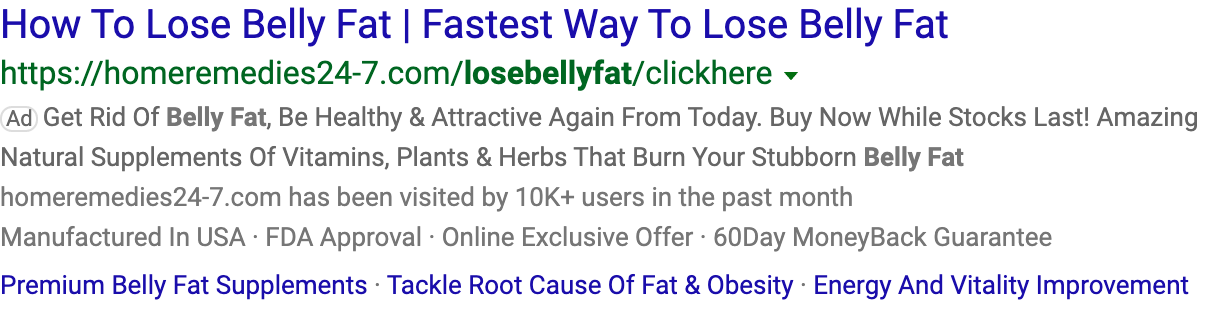 How To Lose Belly Fat | Fastest Way To Lose Belly Fat
https://homeremedies24-7.com/losebellyfat/clickhere
Ad Get Rid Of Belly Fat, Be Healthy & Attractive Again From Today. Buy Now While Stocks Last! Amazing
Natural Supplements Of Vitamins, Plants & Herbs That Burn Your Stubborn Belly Fat
homeremedies24-7.com has been visited by 10K+ users in the past month
Manufactured In USA · FDA Approval · Online Exclusive Offer · 60Day MoneyBack Guarantee
Premium Belly Fat Supplements · Tackle Root Cause Of Fat & Obesity · Energy And Vitality Improvement